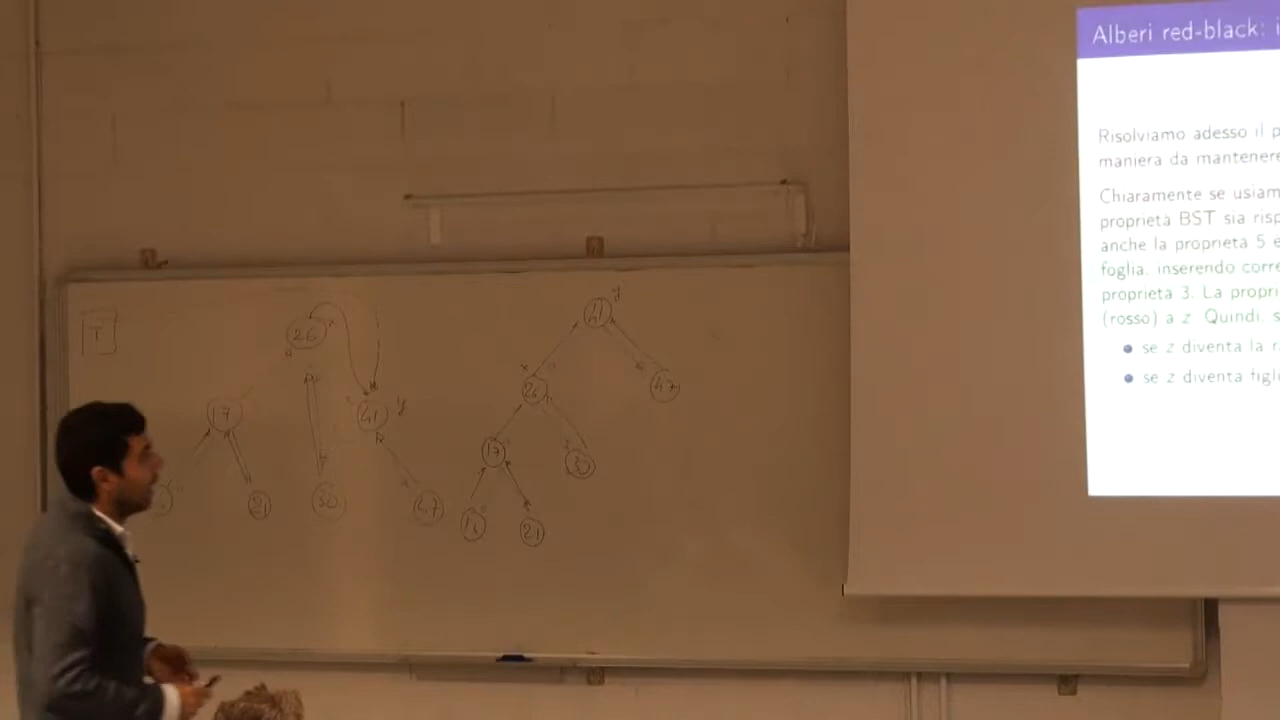 T
26
17
41
y
21
30
47
41
y
x
26
47
17
30
16
21
Alberi red-black: i
Risolviamo adesso il p
maniera da mantenere
Chiaramente se usiam
proprietà BST sia risp
anche la proprietà 5 e
foglia, inserendo corre
proprietà 3. La propri
(rosso) a z. Quindi, s
se z diventa la r
se z diventa figli